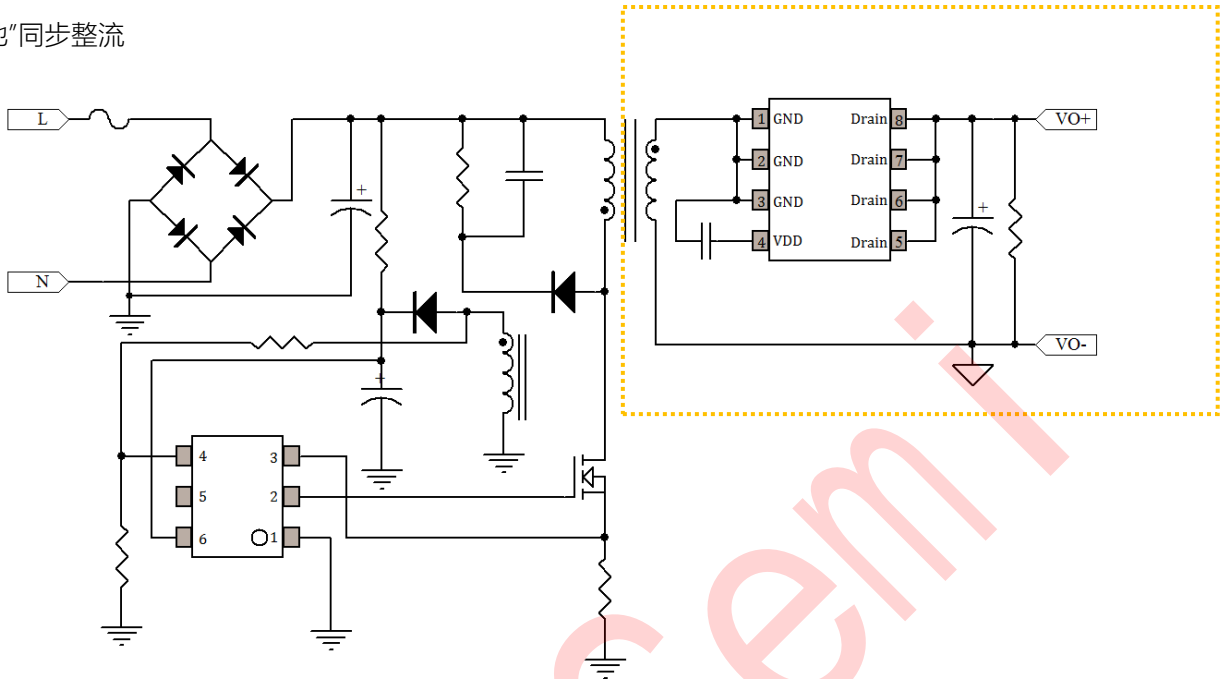 "同步整流
L
N
1 GND Drain 8
2 GND Drain 7
3 GND Drain 6
4 VDD Drain 5
VO+
VO-
+
+
+
4 3
5 2
6 1
semi